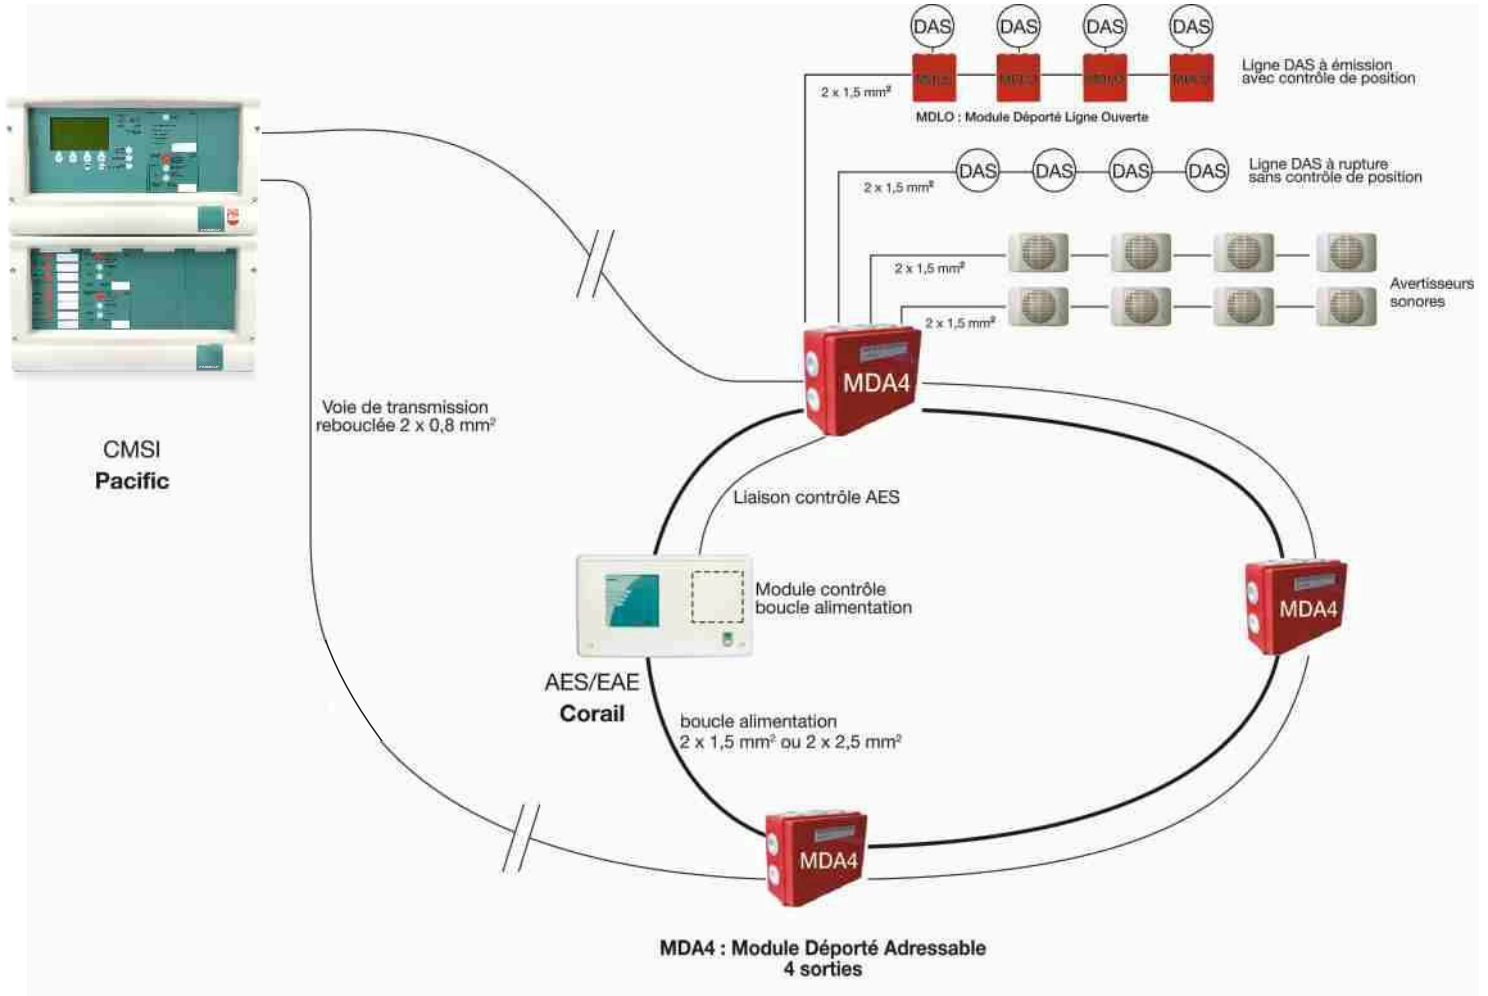 DAS DAS DAS DAS
MDLO MDLO MDLO MDLO
Ligne DAS à émission
avec contrôle de position
2 x 1,5 mm²
MDLO : Module Déporté Ligne Ouverte
DAS DAS DAS DAS
Ligne DAS à rupture
sans contrôle de position
2 x 1,5 mm²
2 x 1,5 mm²
Avertisseurs
sonores
2 x 1,5 mm²
MDA4
Voie de transmission
rebouclée 2 x 0,8 mm²
CMSI
Pacific
Liaison contrôle AES
Module contrôle
boucle alimentation
MDA4
AES/EAE
Corail
boucle alimentation
2 x 1,5 mm² ou 2 x 2,5 mm²
MDA4
MDA4 : Module Déporté Adressable
4 sorties